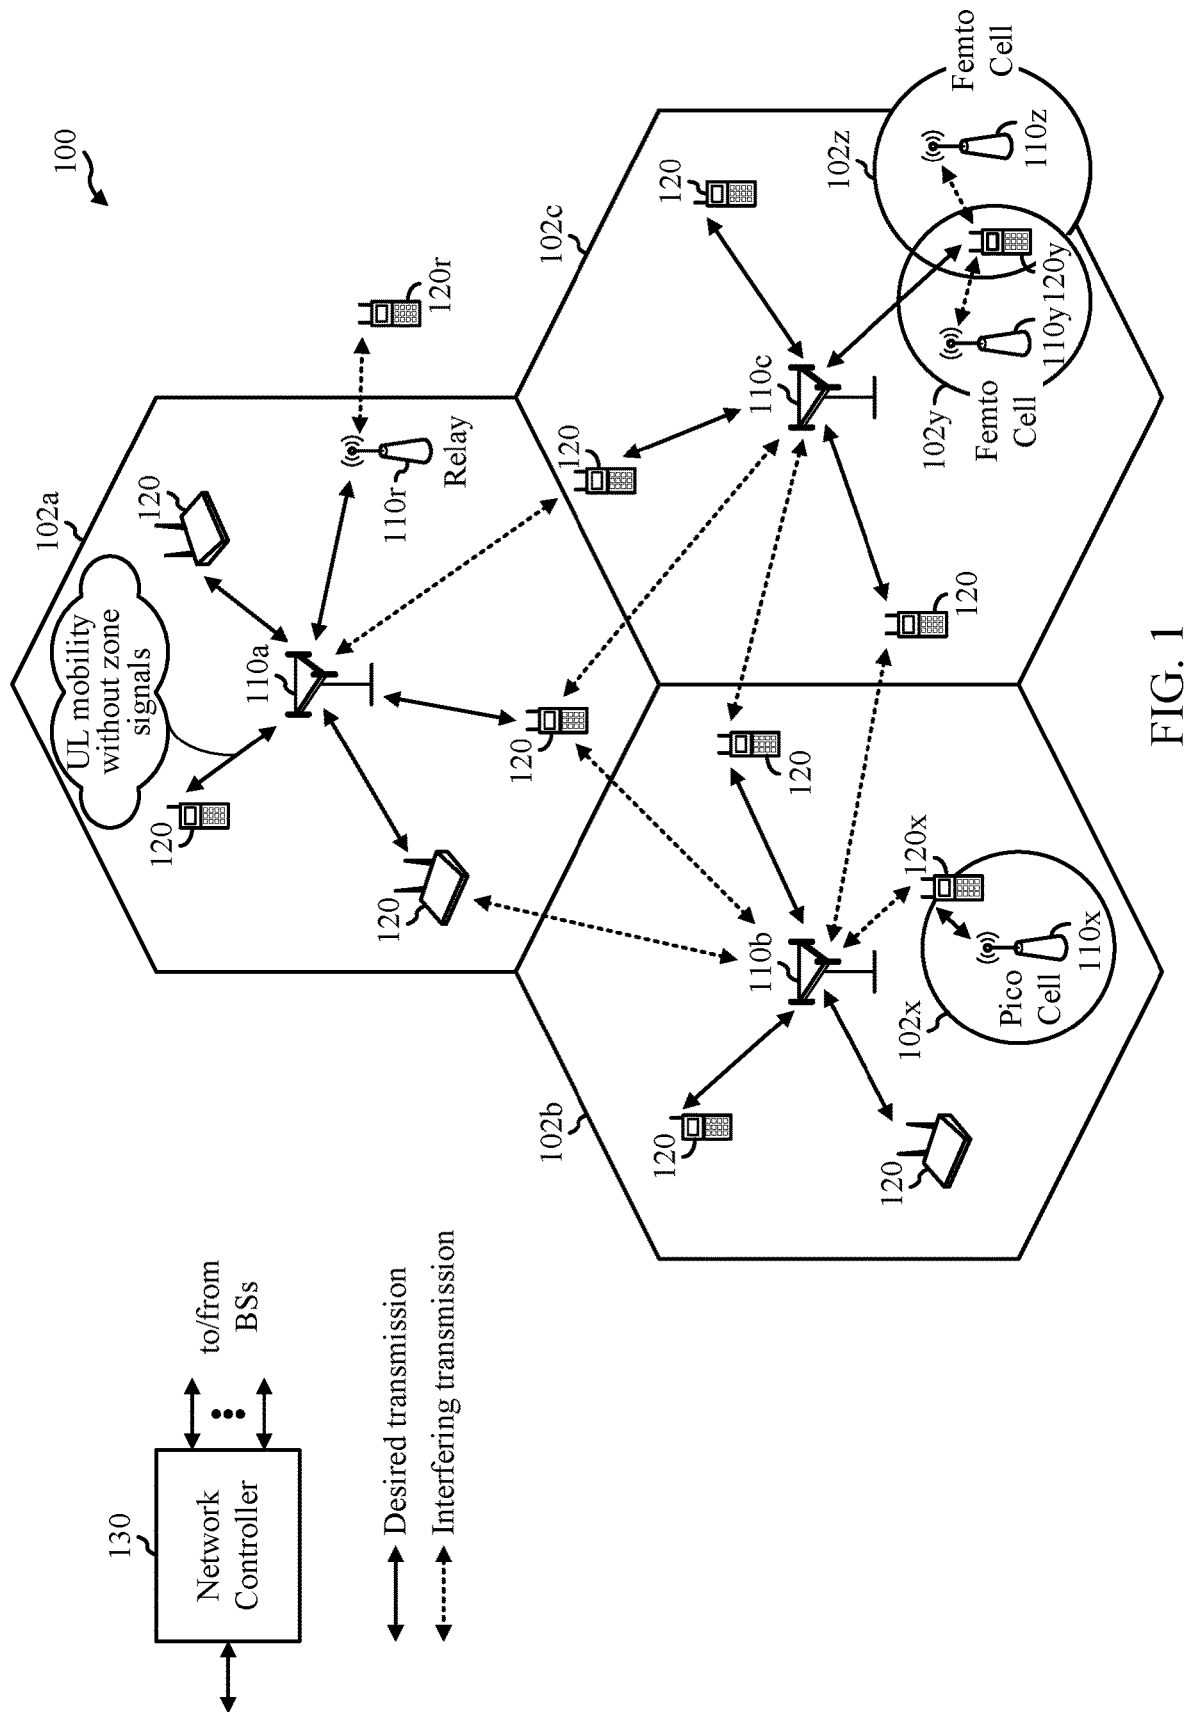 102a
100
UL mobility
without zone
signals
130
120
120
Network
Controller
to/from
BSs
110a
Desired transmission
Interfering transmission
120
110r
Relay
120r
120
120
102b
102c
120
120
110b
110c
120
102z
120
102x
120x
120
102y
Femto
Cell
Femto
Cell
Pico
Cell
110x
110y
120y
110z
FIG. 1